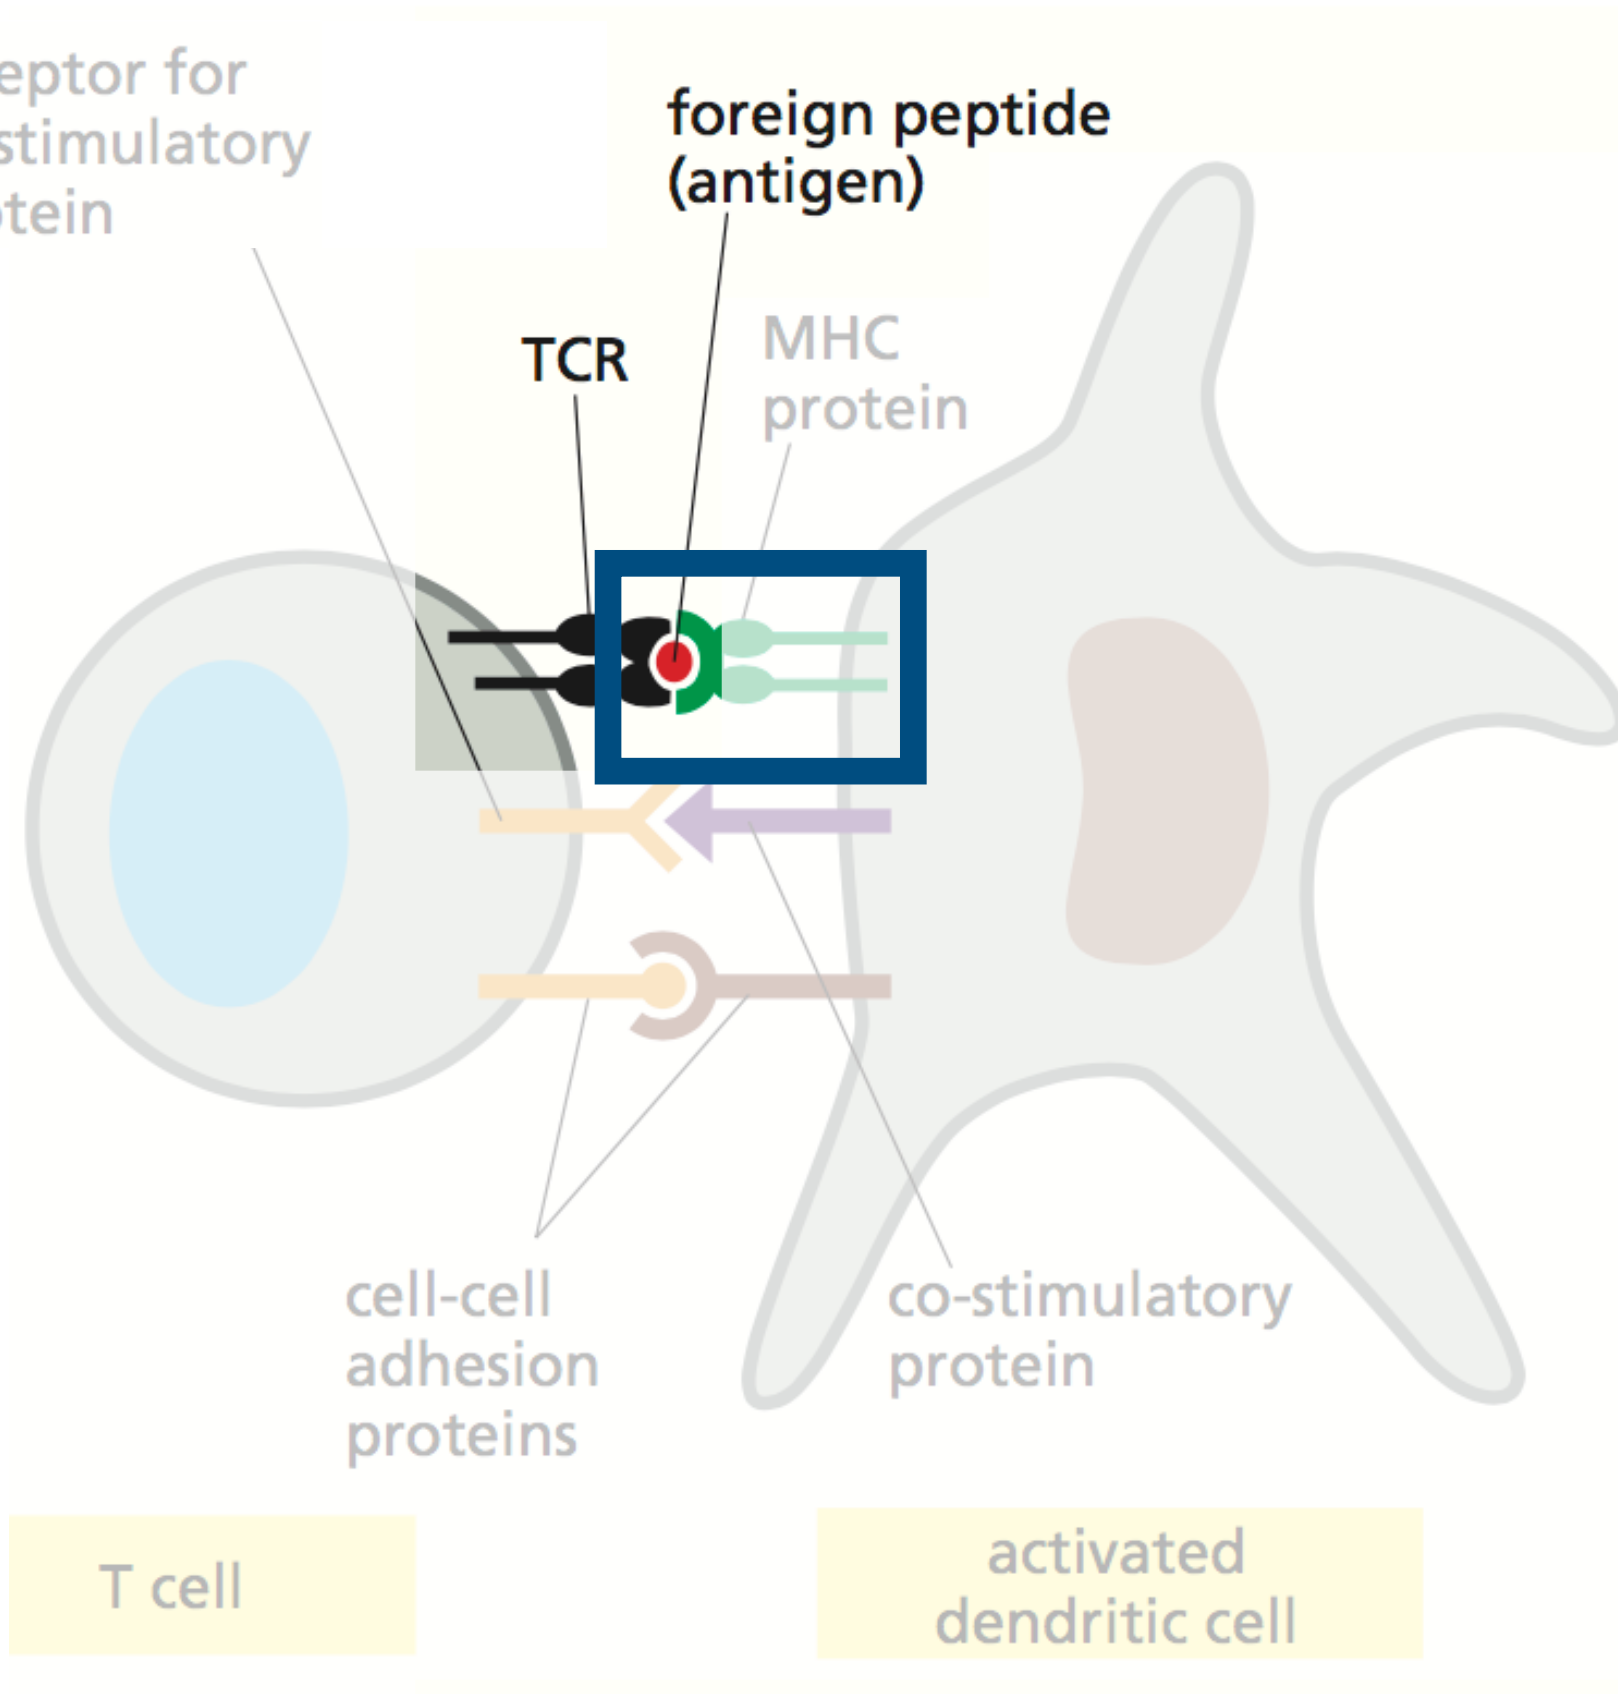 eptor for
stimulatory
tein
foreign peptide
(antigen)
TCR
MHC
protein
cell-cell
adhesion
proteins
co-stimulatory
protein
T cell
activated
dendritic cell